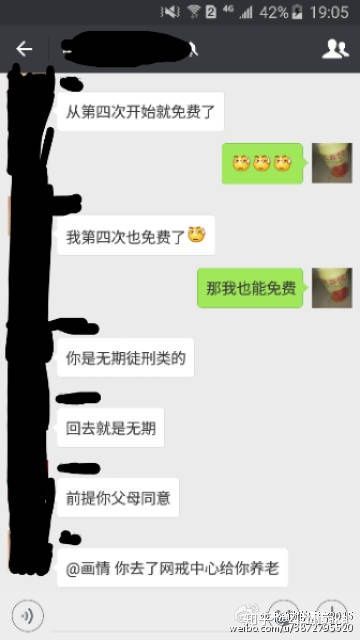 4G 42% 19:05
从第四次开始就免费了
我第四次也免费了
那我也能免费
你是无期徒刑类的
回去就是无期
前提你父母同意
@画情 你去了网戒中心给你养老
weibo.com/u/5872795520